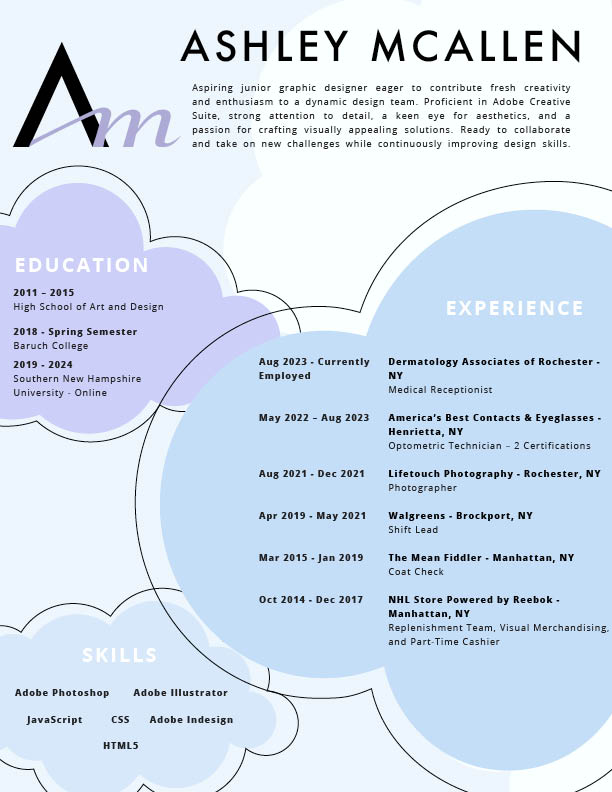 Am
ASHLEY MCALLEN
Aspiring junior graphic designer eager to contribute fresh creativity
and enthusiasm to a dynamic design team. Proficient in Adobe Creative
Suite, strong attention to detail, a keen eye for aesthetics, and a
passion for crafting visually appealing solutions. Ready to collaborate
and take on new challenges while continuously improving design skills.
EDUCATION
2011 – 2015
High School of Art and Design
2018 - Spring Semester
Baruch College
2019 - 2024
Southern New Hampshire
University - Online
EXPERIENCE
Aug 2023 - Currently
Employed
Dermatology Associates of Rochester -
NY
Medical Receptionist
May 2022 – Aug 2023
America’s Best Contacts & Eyeglasses -
Henrietta, NY
Optometric Technician – 2 Certifications
Aug 2021 - Dec 2021
Lifetouch Photography - Rochester, NY
Photographer
Apr 2019 - May 2021
Walgreens - Brockport, NY
Shift Lead
Mar 2015 - Jan 2019
The Mean Fiddler - Manhattan, NY
Coat Check
Oct 2014 - Dec 2017
NHL Store Powered by Reebok -
Manhattan, NY
Replenishment Team, Visual Merchandising,
and Part-Time Cashier
SKILLS
Adobe Photoshop Adobe Illustrator
JavaScript CSS Adobe Indesign
HTML5